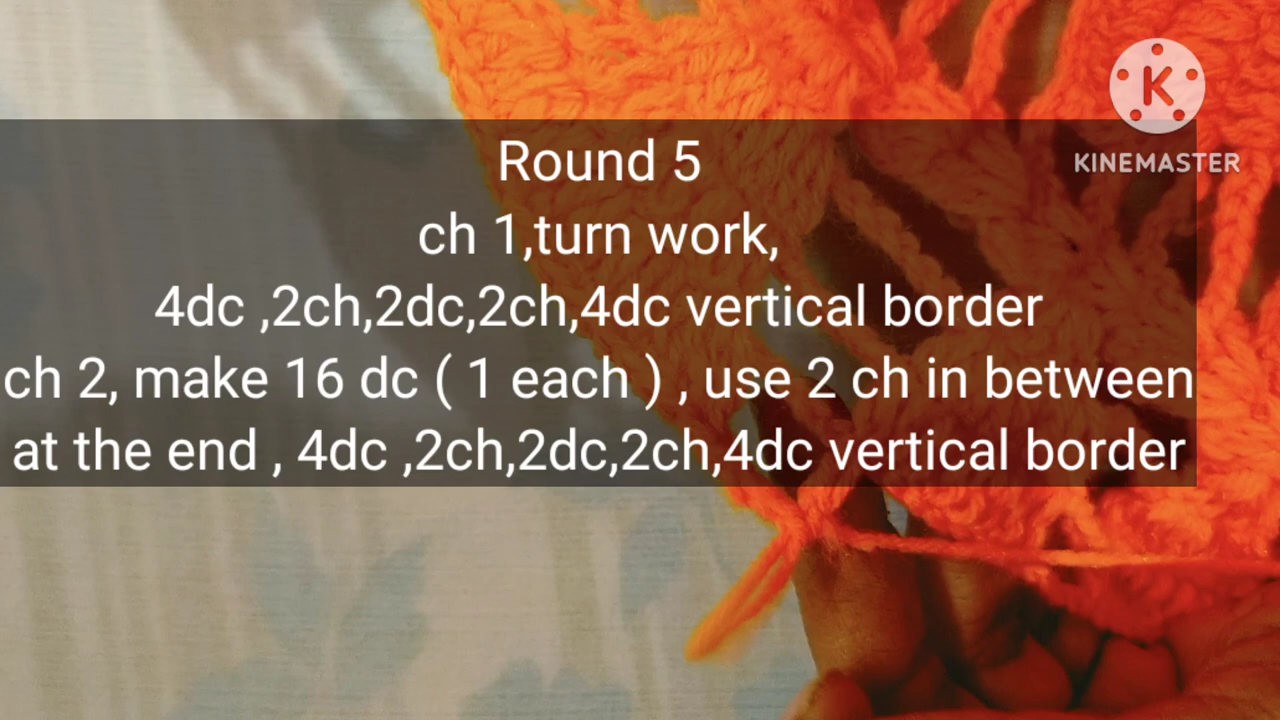 Round 5
ch 1,turn work,
4dc ,2ch,2dc,2ch,4dc vertical border
ch 2, make 16 dc ( 1 each ) , use 2 ch in between
at the end , 4dc ,2ch,2dc,2ch,4dc vertical border
K
KINEMASTER